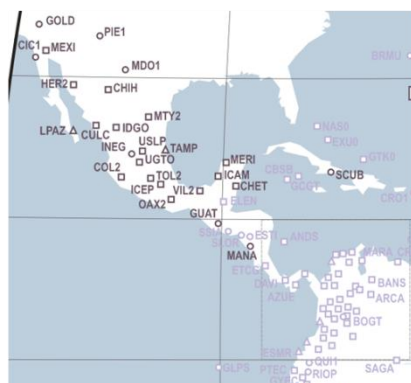 GOLD
PIE1
CIC1
MEXI
BRMU
MDO1
HER2
CHIH
MTY2
NAS0
LPAZ
CULC
IDGO
USLP
TAMP
EXU0
INEG
UGTO
MERI
GTK0
COL2
TOL2
ICAM
CBSB
SCUB
ICEP
VIL2
CHET
GCGT
OAX2
ELEN
CRO1
GUAT
SSIA
SLOR
ESTI
ANDS
MANA
MARA
ETCG
DAVI
BANS
AZUE
ARCA
BOGT
ESMR
GLPS
QUI1
SAGA
PTEC
RIOP